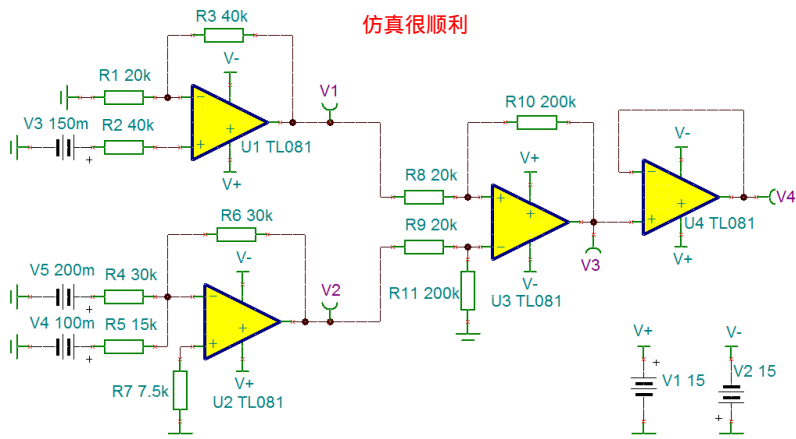 仿真很顺利
R3 40k
V-
R1 20k
V1
R10 200k
V3 150m
R2 40k
U1 TL081
V+
V-
V+
R8 20k
V4
R6 30k
R9 20k
U4 TL081
V5 200m
R4 30k
V-
V2
V3
V+
V4 100m
R5 15k
R11 200k
V-
U3 TL081
V+
V-
R7 7.5k
V+
U2 TL081
V1 15
V2 15